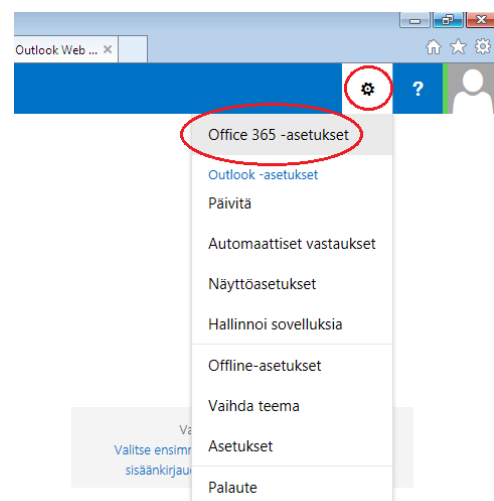 Outlook Web ...
?
Office 365 -asetukset
Outlook -asetukset
Päivitä
Automaattiset vastaukset
Näyttöasetukset
Hallinnoi sovelluksia
Offline-asetukset
Vaihda teema
Valitse
Asetukset
Palaute